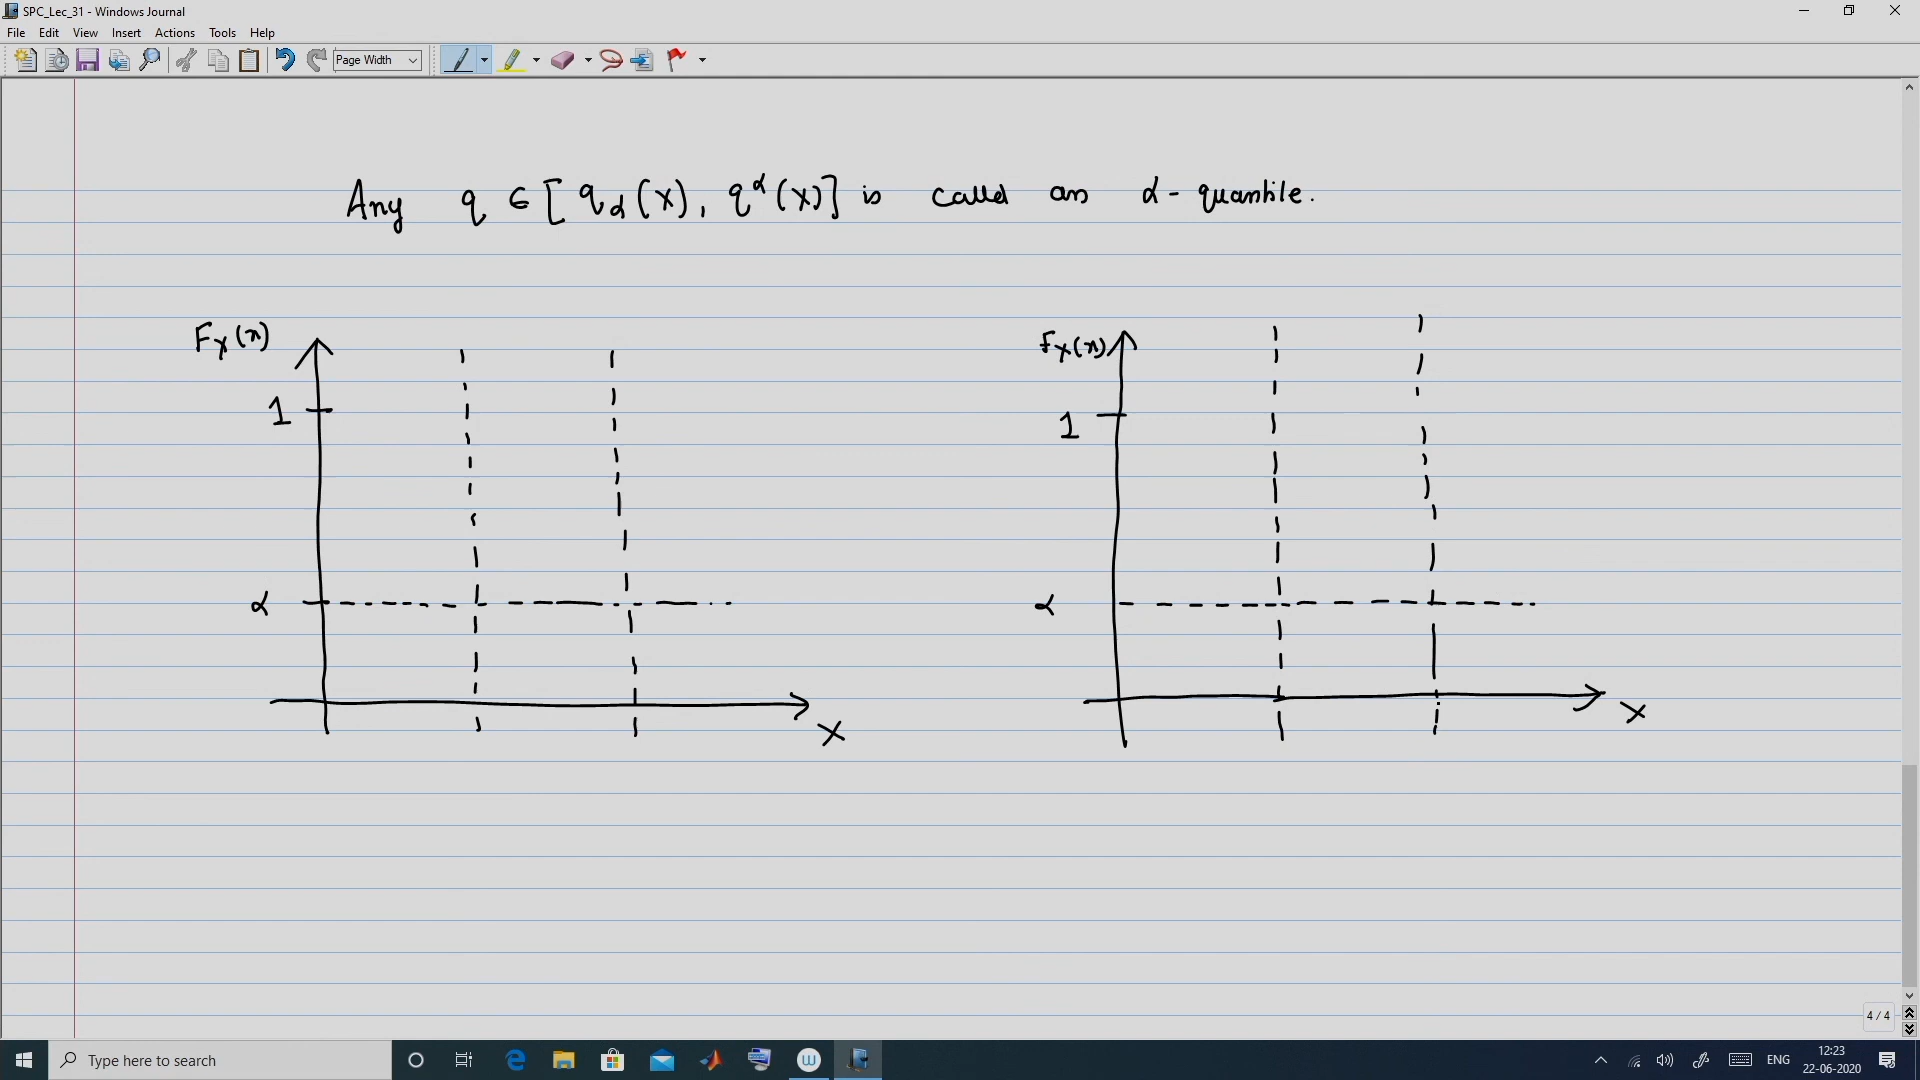 SPC_Lec_31 - Windows Journal
File Edit View Insert Actions Tools Help
Page Width
Any q ∈ [ q_α(X), q^α(X)] is called an α-quantile.
F_X(x)
1
α
x
F_X(x)
1
α
x
4 / 4
Type here to search
ENG
12:23
22-06-2020